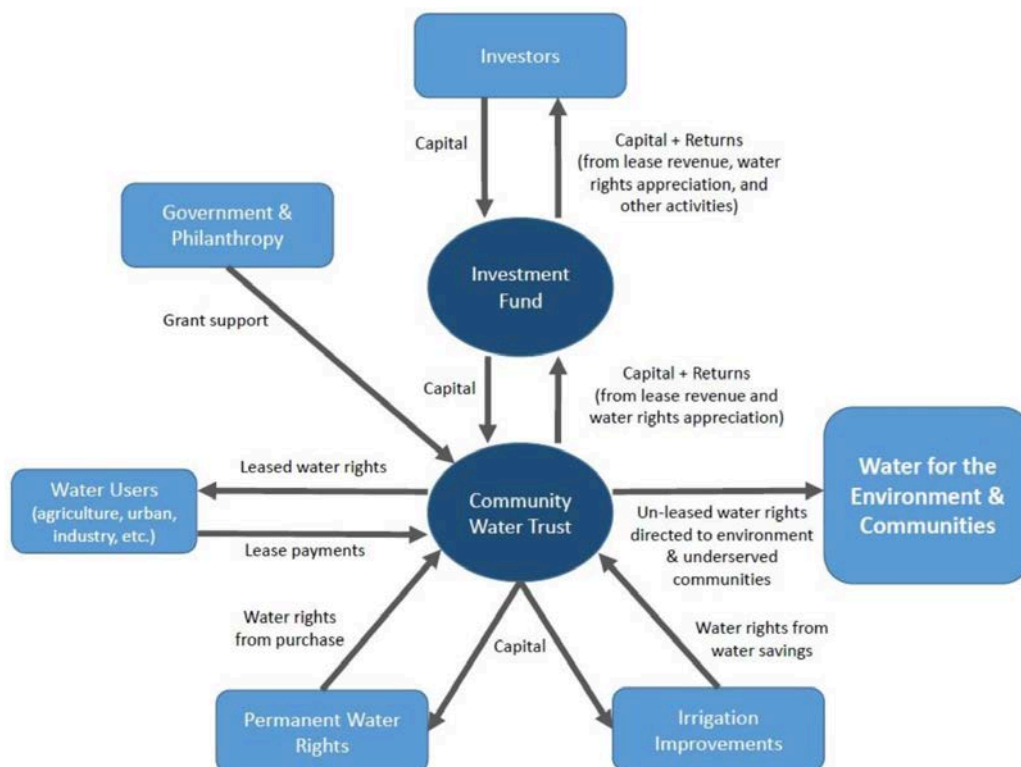 Investors
Capital
Capital + Returns
(from lease revenue, water
rights appreciation, and
other activities)
Government &
Philanthropy
Investment
Fund
Grant support
Capital
Capital + Returns
(from lease revenue and
water rights appreciation)
Leased water rights
Water Users
(agriculture, urban,
industry, etc.)
Lease payments
Community
Water Trust
Water for the
Environment &
Communities
Un-leased water rights
directed to environment
& underserved
communities
Water rights
from purchase
Capital
Water rights from
water savings
Permanent Water
Rights
Irrigation
Improvements